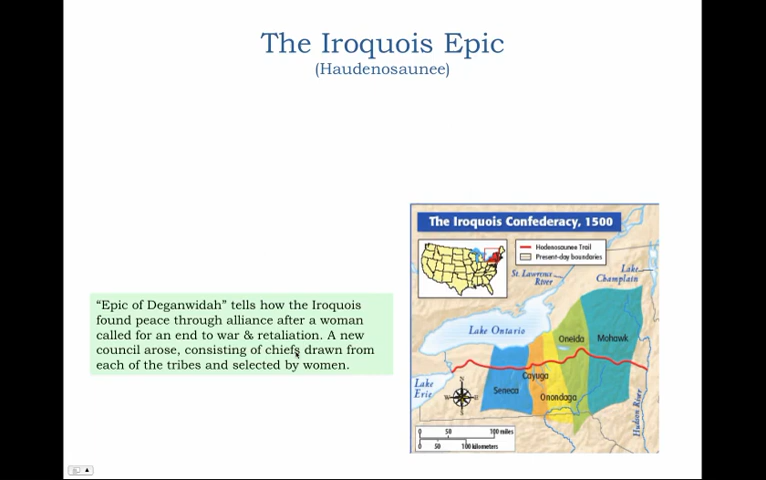 The Iroquois Epic
(Haudenosaunee)
“Epic of Deganwidah” tells how the Iroquois
found peace through alliance after a woman
called for an end to war & retaliation. A new
council arose, consisting of chiefs drawn from
each of the tribes and selected by women.
The Iroquois Confederacy, 1500
Hodenosaunee Trail
Present-day boundaries
St. Lawrence
River
Lake
Champlain
Lake Ontario
Oneida
Mohawk
Cayuga
Seneca
Onondaga
Lake
Erie
N
W
E
S
Hudson River
0 50 100 miles
0 50 100 kilometers